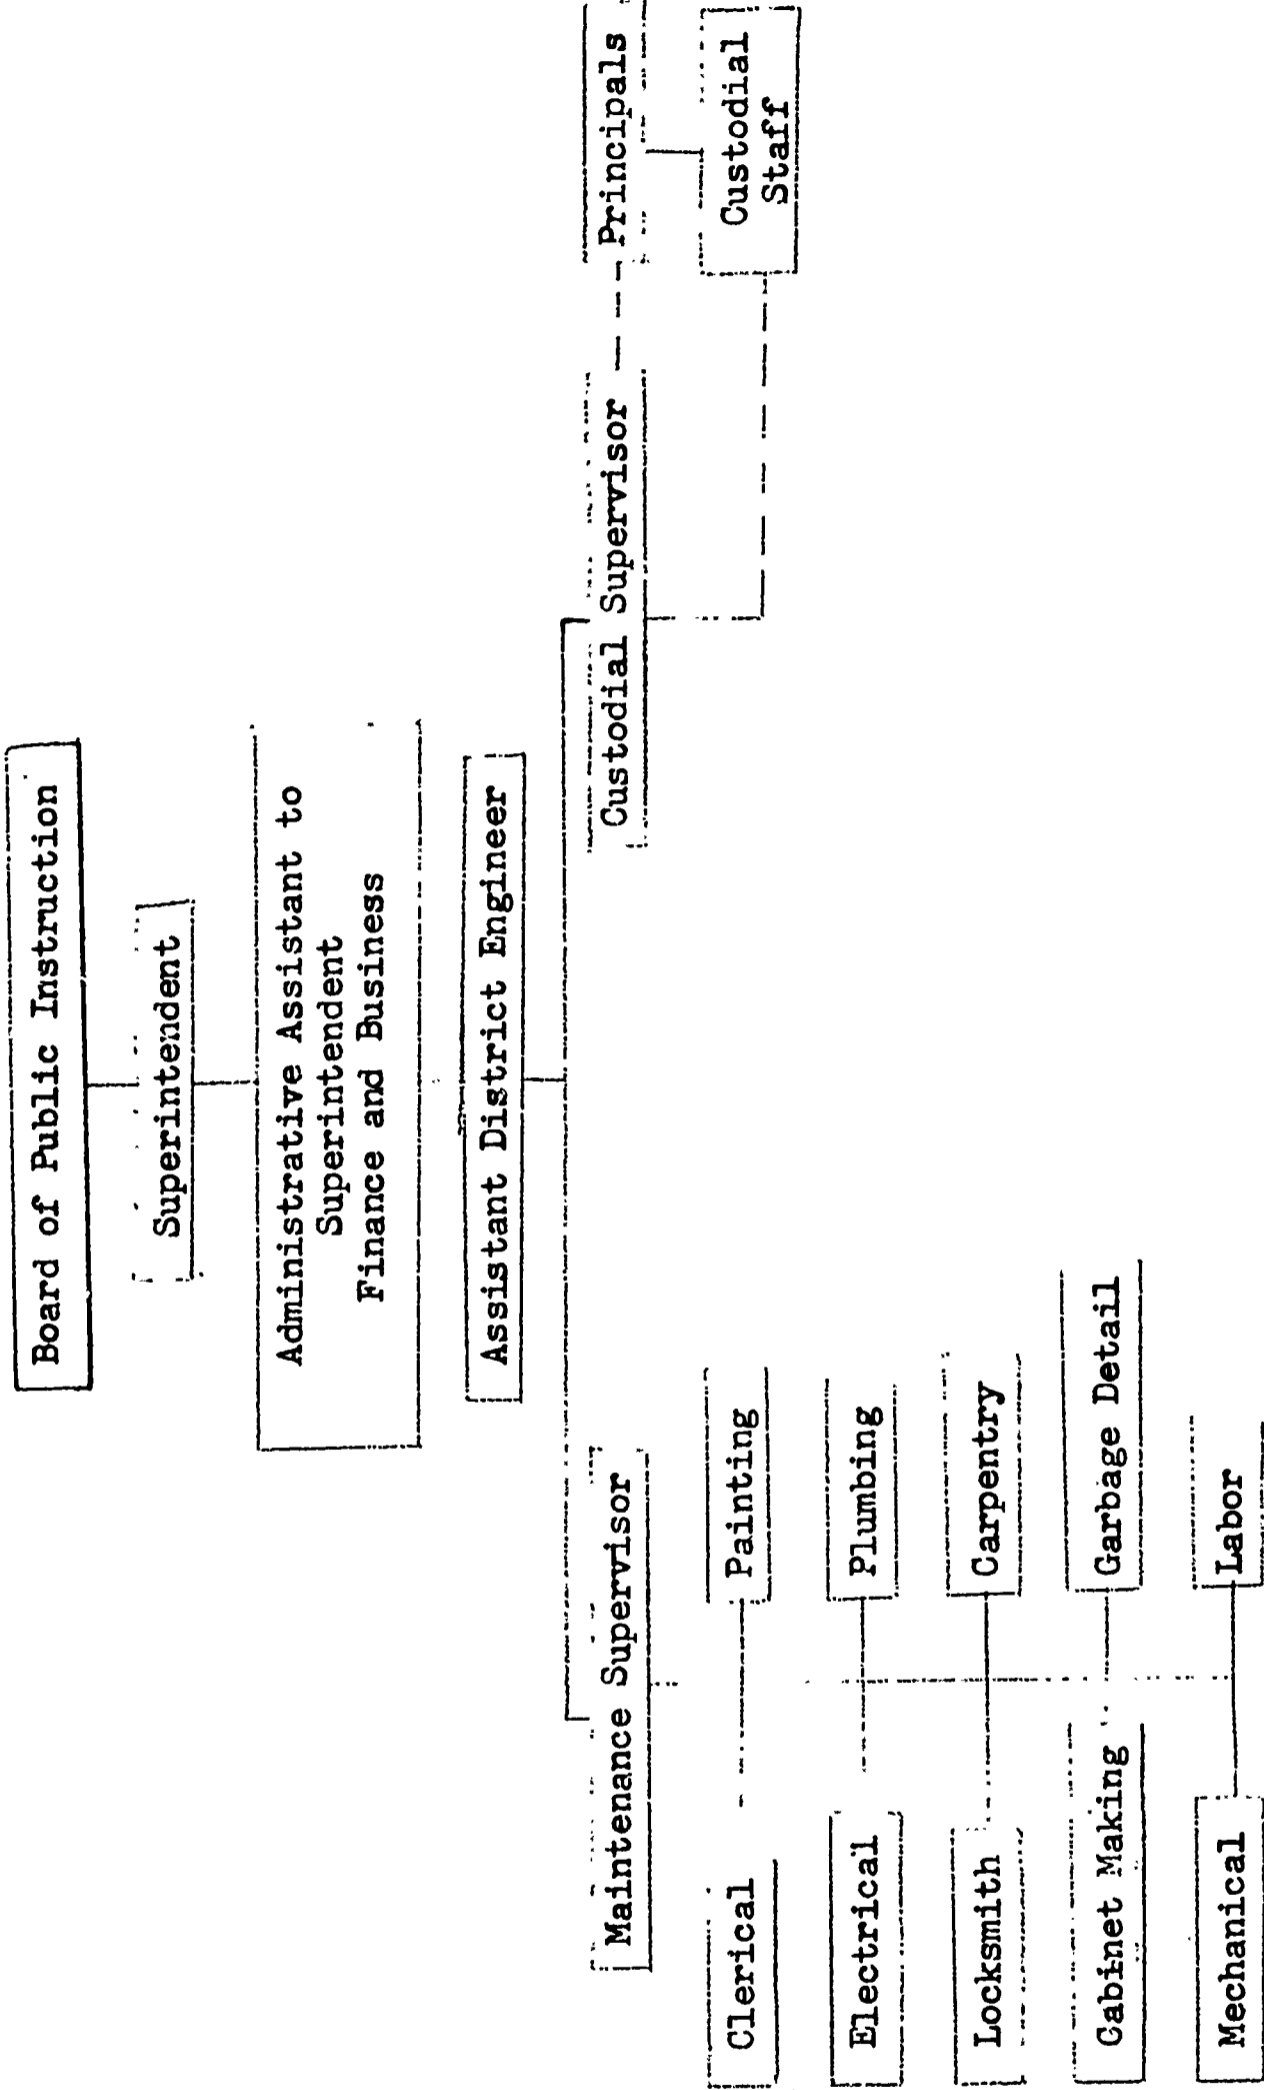 Board of Public Instruction
Superintendent
Administrative Assistant to
Superintendent
Finance and Business
Assistant District Engineer
Maintenance Supervisor
Custodial Supervisor
Principals
Clerical
Painting
Custodial
Staff
Electrical
Plumbing
Locksmith
Carpentry
Cabinet Making
Garbage Detail
Mechanical
Labor